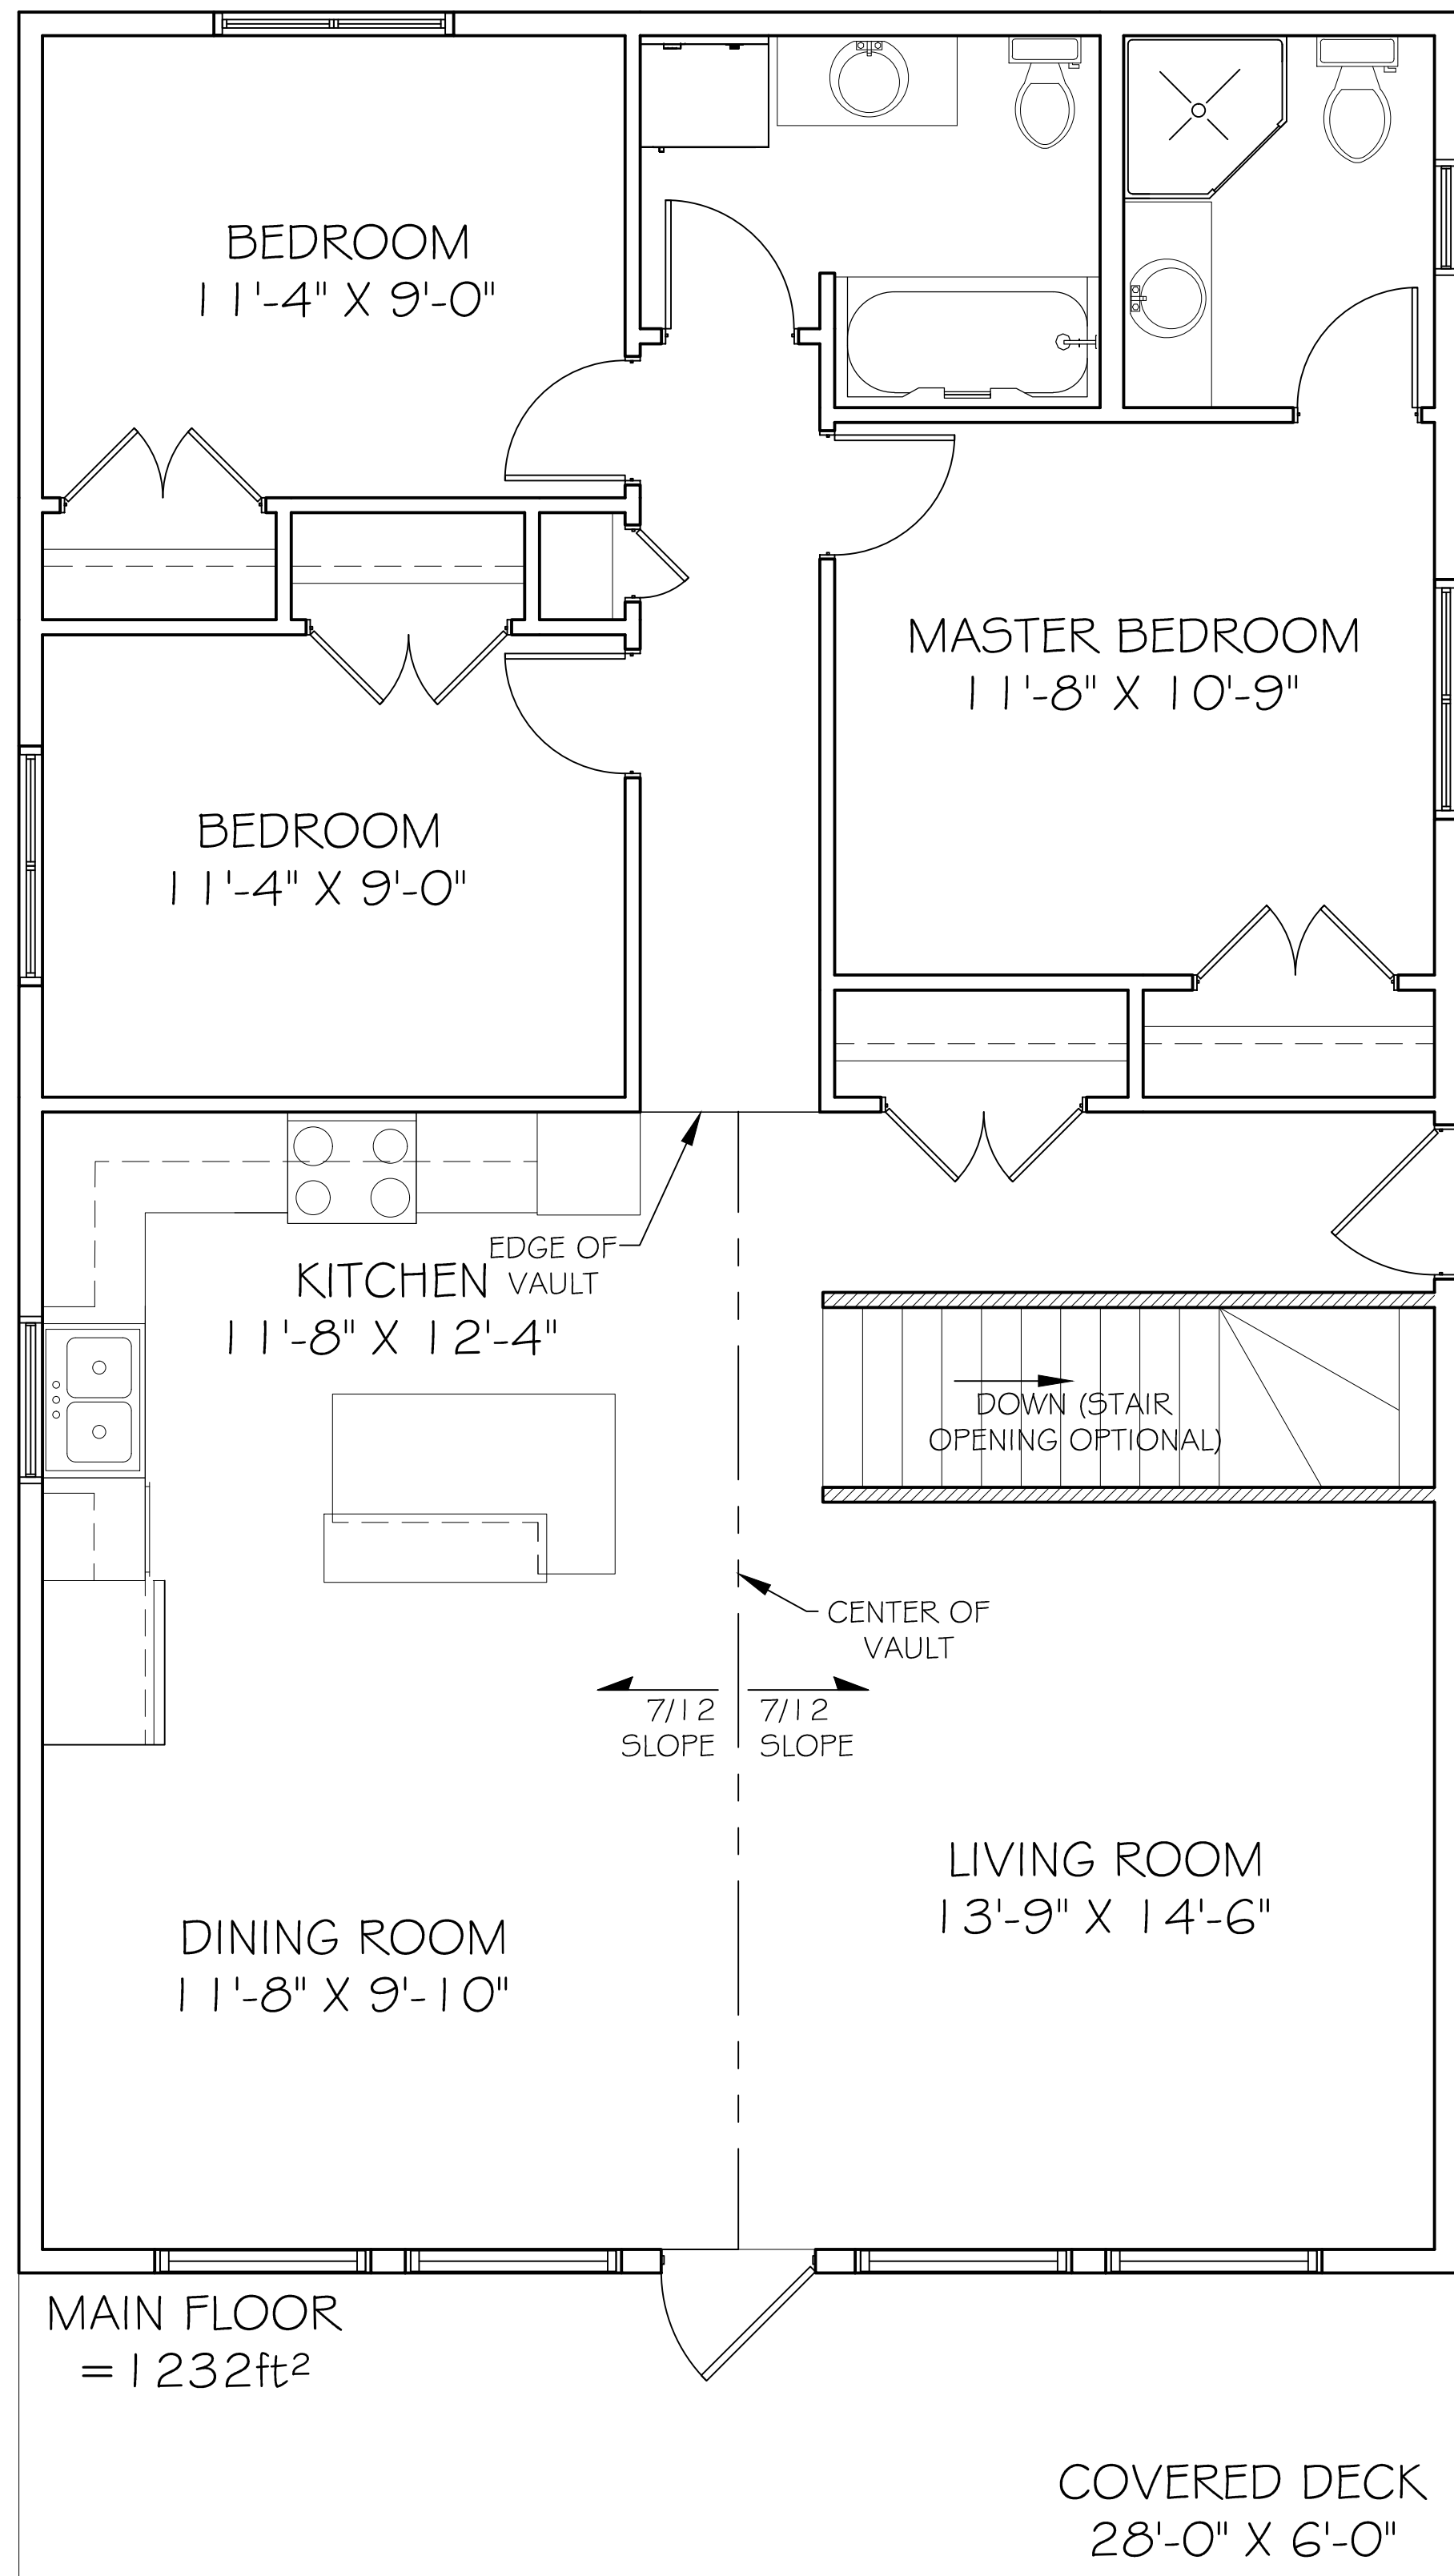 BEDROOM
11'-4" X 9'-0"
MASTER BEDROOM
11'-8" X 10'-9"
BEDROOM
11'-4" X 9'-0"
EDGE OF
VAULT
KITCHEN
11'-8" X 12'-4"
DOWN (STAIR
OPENING OPTIONAL)
CENTER OF
VAULT
7/12
SLOPE
7/12
SLOPE
LIVING ROOM
13'-9" X 14'-6"
DINING ROOM
11'-8" X 9'-10"
MAIN FLOOR
=1232ft²
COVERED DECK
28'-0" X 6'-0"